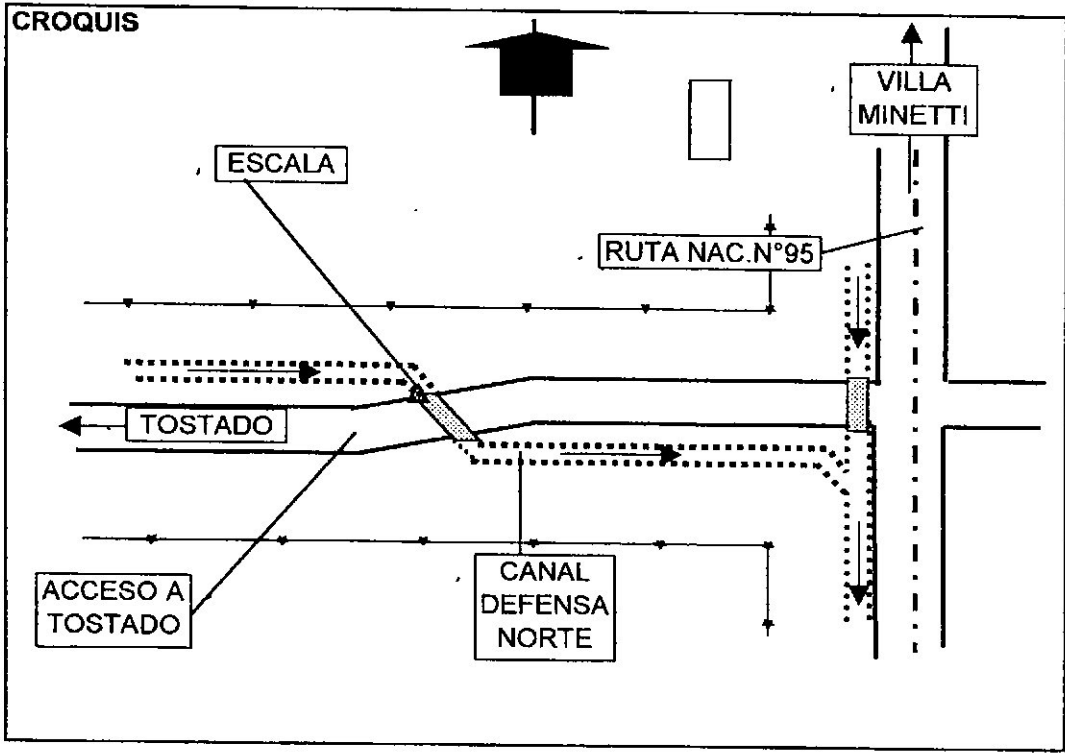 CROQUIS
VILLA
MINETTI
ESCALA
RUTA NAC.N°95
TOSTADO
ACCESO A
TOSTADO
CANAL
DEFENSA
NORTE